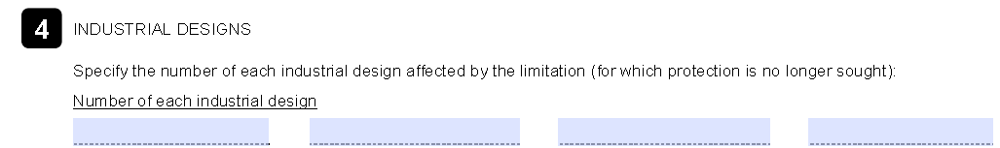 4 INDUSTRIAL DESIGNS
Specify the number of each industrial design affected by the limitation (for which protection is no longer sought):
Number of each industrial design